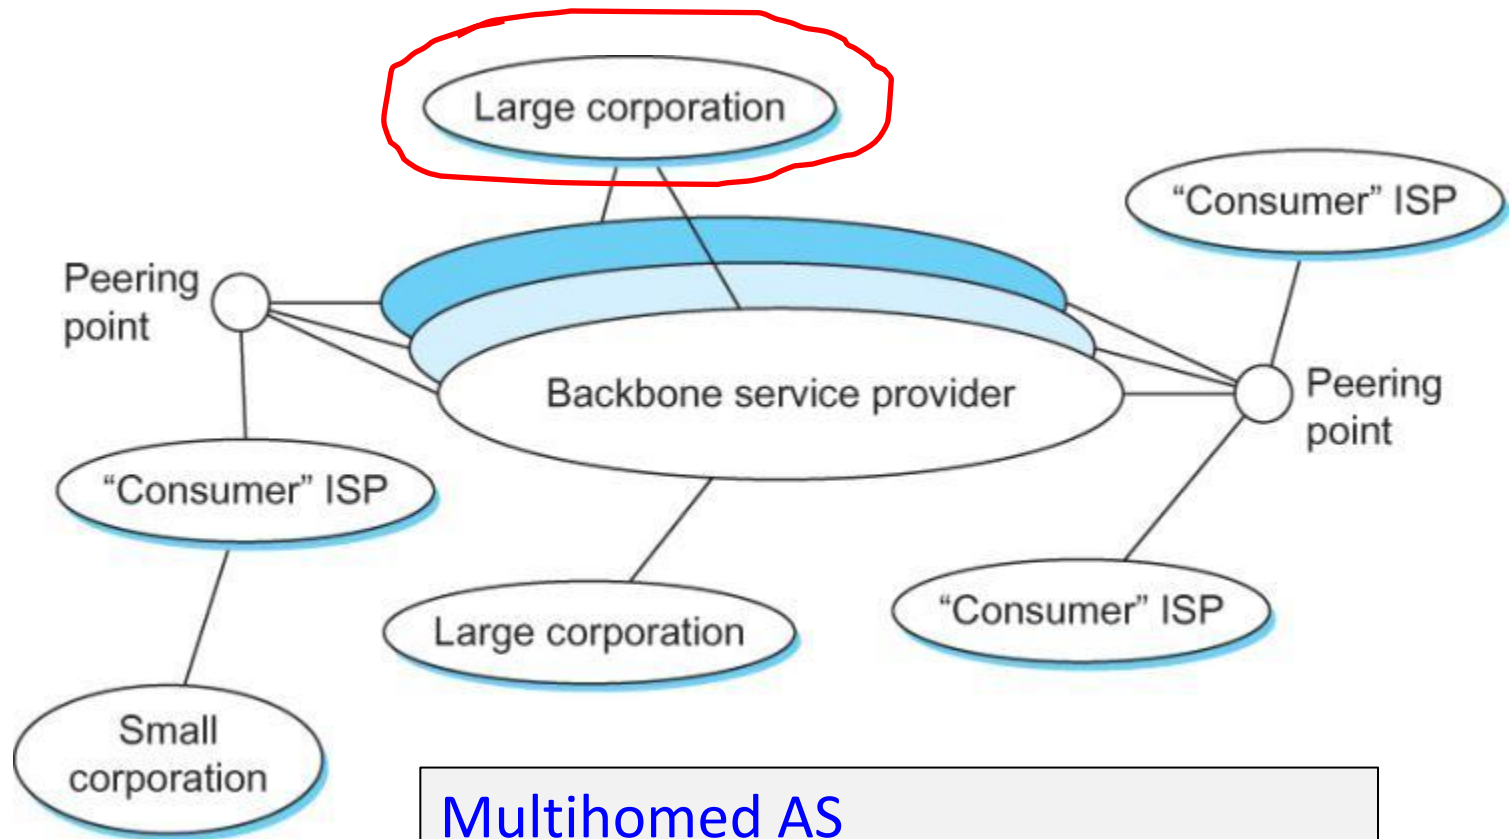 Large corporation
"Consumer" ISP
Peering
point
Backbone service provider
Peering
point
"Consumer" ISP
Large corporation
"Consumer" ISP
Small
corporation
Multihomed AS